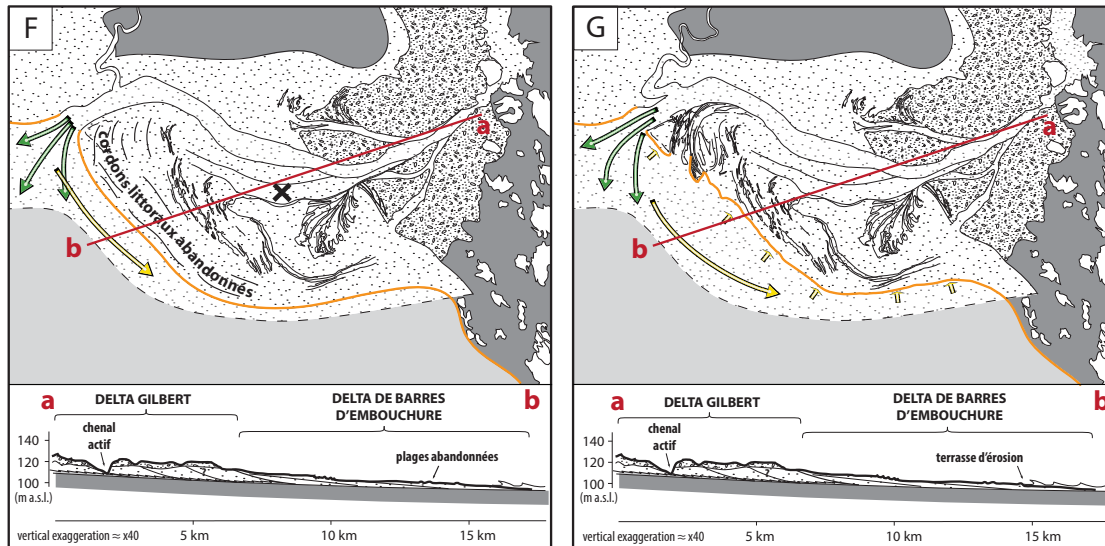 F
a
b
cordons littoraux abandonnés
a
b
DELTA GILBERT
DELTA DE BARRES
D'EMBOUCHURE
chenal
actif
plages abandonnées
140
120
100
(m a.s.l.)
vertical exaggeration ≈ x40
5 km
10 km
15 km
G
a
b
a
b
DELTA GILBERT
DELTA DE BARRES
D'EMBOUCHURE
chenal
actif
terrasse d'érosion
140
120
100
(m a.s.l.)
vertical exaggeration ≈ x40
5 km
10 km
15 km